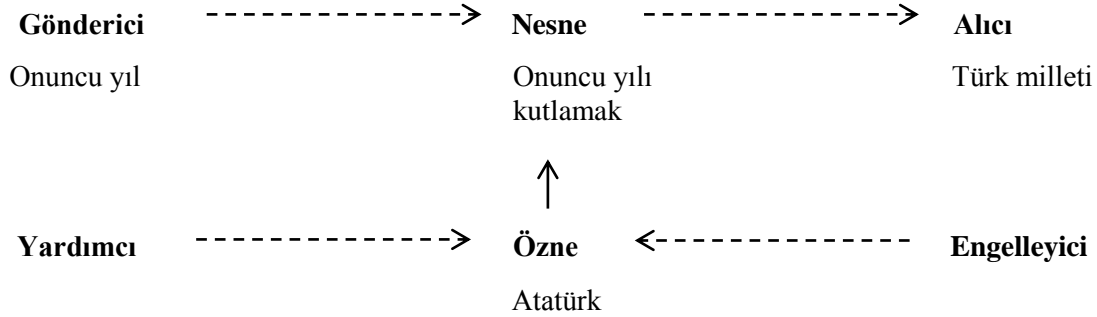 Gönderici Nesne Alıcı
Onuncu yıl Onuncu yılı Türk milleti
kutlamak
Yardımcı Özne Engelleyici
Atatürk